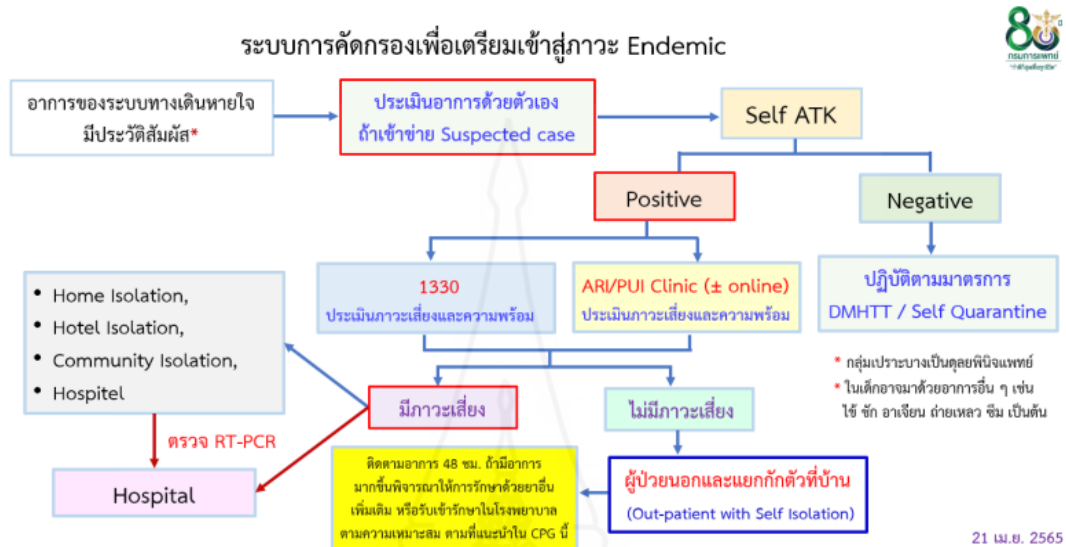 ระบบการคัดกรองเพื่อเตรียมเข้าสู่ภาวะ Endemic
80
กรมการแพทย์
อาการของระบบทางเดินหายใจ
มีประวัติสัมผัส*
ประเมินอาการด้วยตัวเอง
ถ้าเข้าข่าย Suspected case
Self ATK
Positive
Negative
1330
ประเมินภาวะเสี่ยงและความพร้อม
ARI/PUI Clinic (± online)
ประเมินภาวะเสี่ยงและความพร้อม
ปฏิบัติตามมาตรการ
DMHTT / Self Quarantine
• Home Isolation,
• Hotel Isolation,
• Community Isolation,
• Hospitel
* กลุ่มเปราะบางเป็นดุลยพินิจแพทย์
* ในเด็กอาจมาด้วยอาการอื่น ๆ เช่น
ไข้ ชัก อาเจียน ถ่ายเหลว ซึม เป็นต้น
มีภาวะเสี่ยง
ไม่มีภาวะเสี่ยง
ตรวจ RT-PCR
Hospital
ติดตามอาการ 48 ชม. ถ้ามีอาการ
มากขึ้นพิจารณาให้การรักษาด้วยยาอื่น
เพิ่มเติม หรือรับเข้ารักษาในโรงพยาบาล
ตามความเหมาะสม ตามที่แนะนำใน CPG นี้
ผู้ป่วยนอกและแยกกักตัวที่บ้าน
(Out-patient with Self Isolation)
21 เม.ย. 2565